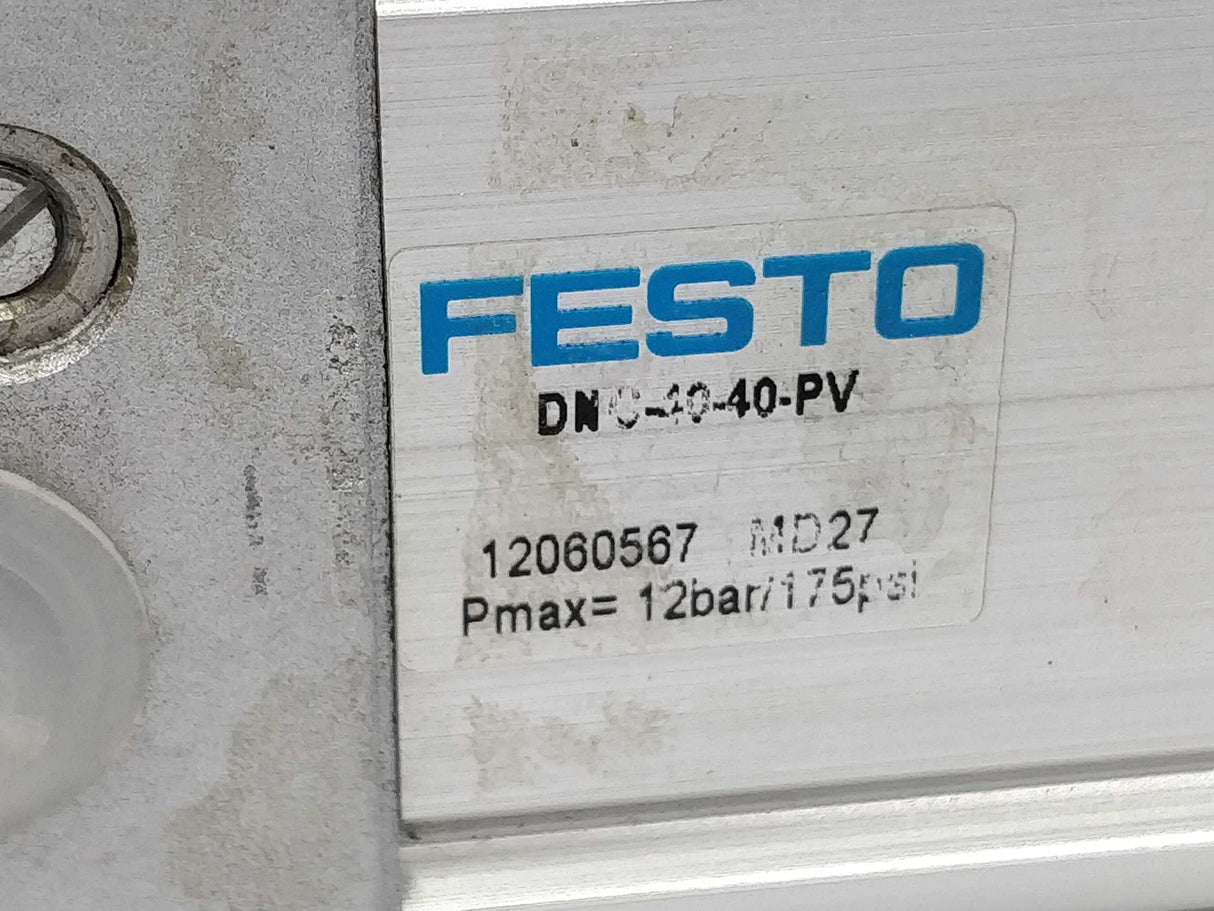 FESTO
DNC-40-40-PV
12060567 MD27
Pmax= 12bar/175psi